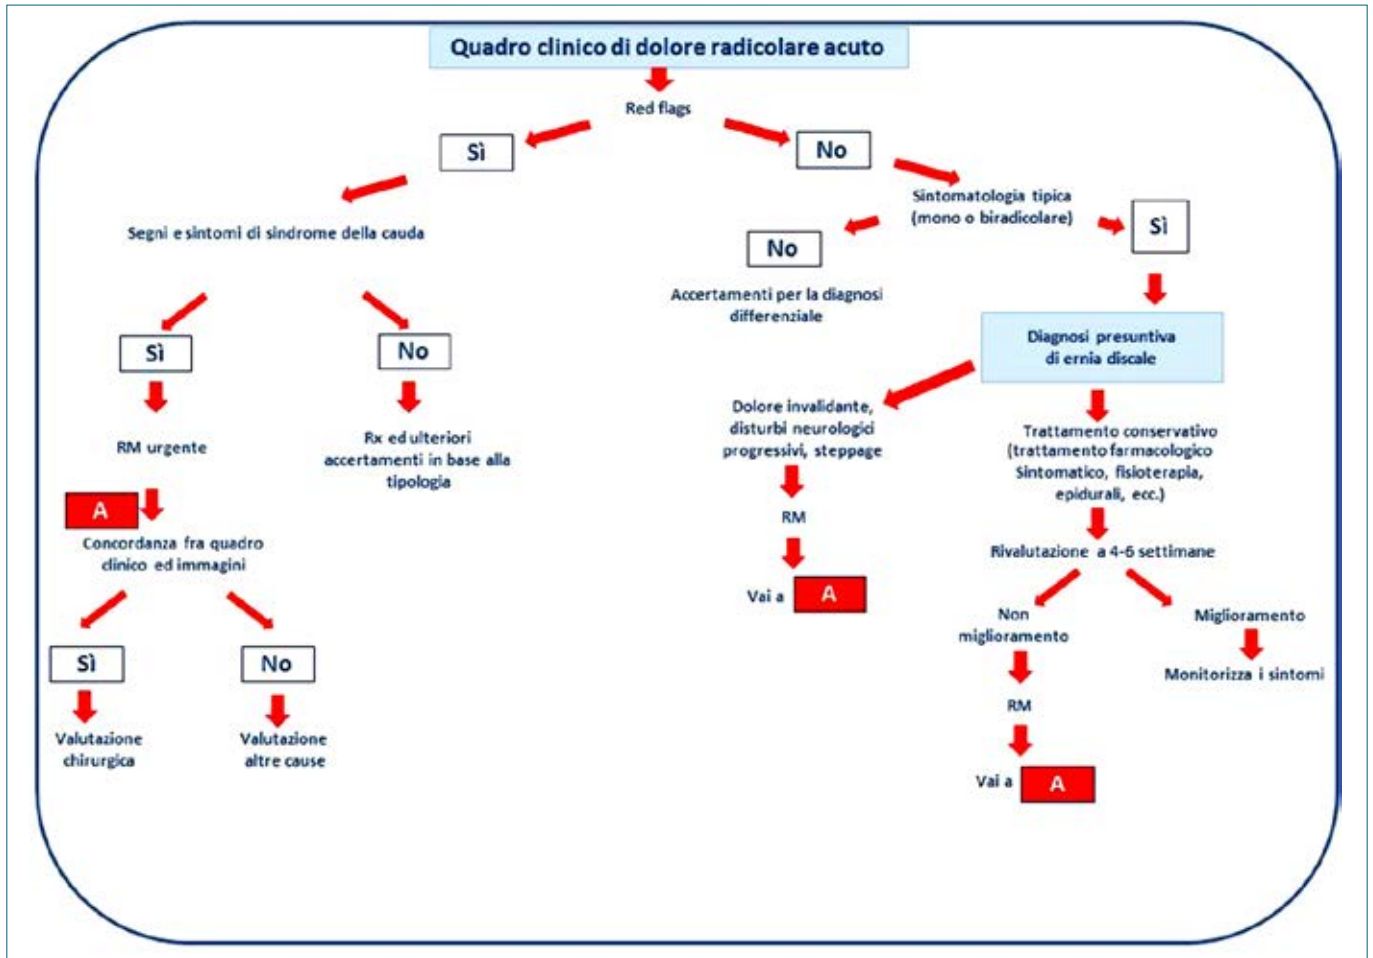 Quadro clinico di dolore radicolare acuto
Red flags
Sì
No
Segni e sintomi di sindrome della cauda
Sì
No
RM urgente
Rx ed ulteriori
accertamenti in base alla
tipologia
A
Concordanza fra quadro
clinico ed immagini
Sì
No
Valutazione
chirurgica
Valutazione
altre cause
Sintomatologia tipica
(mono o biradicolare)
No
Sì
Accertamenti per la diagnosi
differenziale
Diagnosi presuntiva
di ernia discale
Dolore invalidante,
disturbi neurologici
progressivi, steppage
RM
Vai a
A
Trattamento conservativo
(trattamento farmacologico
Sintomatico, fisioterapia,
epidurali, ecc.)
Rivalutazione a 4-6 settimane
Non
miglioramento
RM
Vai a
A
Miglioramento
Monitorizza i sintomi